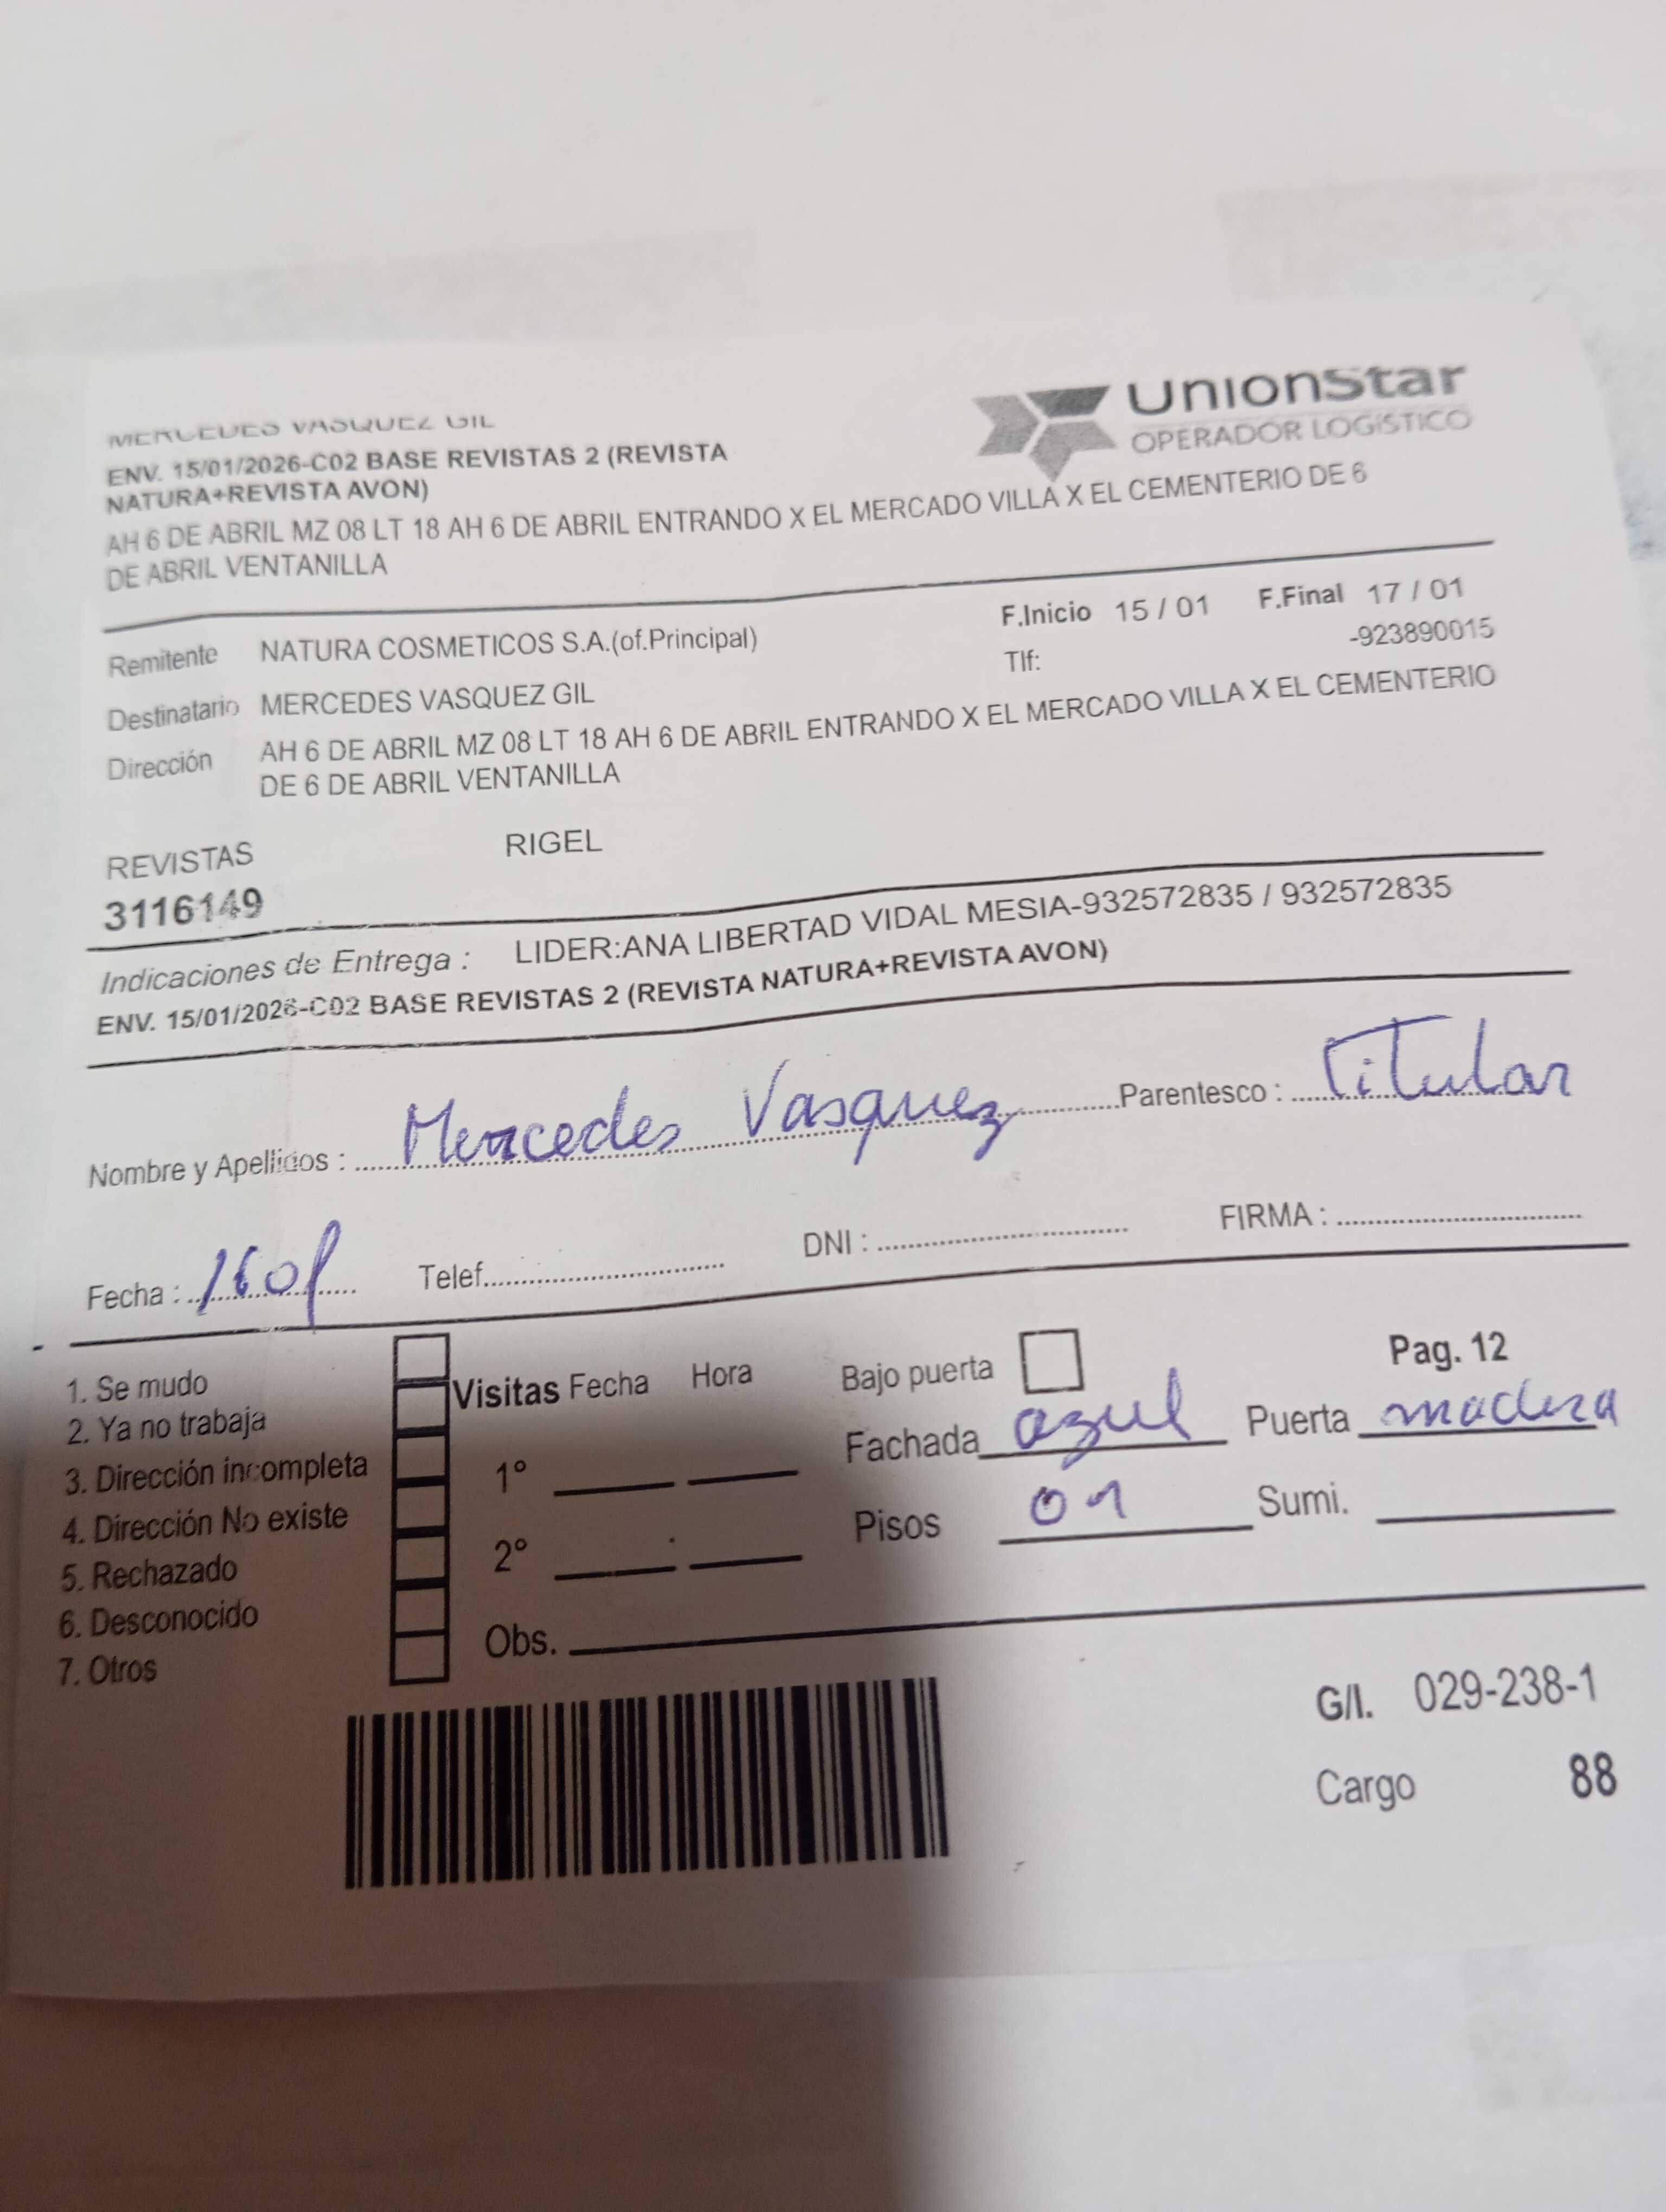 MERCEDES VASQUEZ GIL
UnionStar
OPERADOR LOGÍSTICO
ENV. 15/01/2026-C02 BASE REVISTAS 2 (REVISTA
NATURA+REVISTA AVON)
AH 6 DE ABRIL MZ 08 LT 18 AH 6 DE ABRIL ENTRANDO X EL MERCADO VILLA X EL CEMENTERIO DE 6
DE ABRIL VENTANILLA
Remitente NATURA COSMETICOS S.A.(of.Principal) F.Inicio 15 / 01 F.Final 17 / 01
Tlf: -923890015
Destinatario MERCEDES VASQUEZ GIL
Dirección AH 6 DE ABRIL MZ 08 LT 18 AH 6 DE ABRIL ENTRANDO X EL MERCADO VILLA X EL CEMENTERIO
DE 6 DE ABRIL VENTANILLA
REVISTAS RIGEL
3116149
Indicaciones de Entrega : LIDER:ANA LIBERTAD VIDAL MESIA-932572835 / 932572835
ENV. 15/01/2026-C02 BASE REVISTAS 2 (REVISTA NATURA+REVISTA AVON)
Nombre y Apellidos : Mercedes Vasquez Parentesco : Titular
Fecha : Telef. DNI : FIRMA :
1. Se mudo
2. Ya no trabaja
3. Dirección incompleta
4. Dirección No existe
5. Rechazado
6. Desconocido
7. Otros
Visitas Fecha Hora
1°
2°
Obs.
Bajo puerta Pag. 12
Fachada azul Puerta madera
Pisos 01 Sumi.
G/I. 029-238-1
Cargo 88